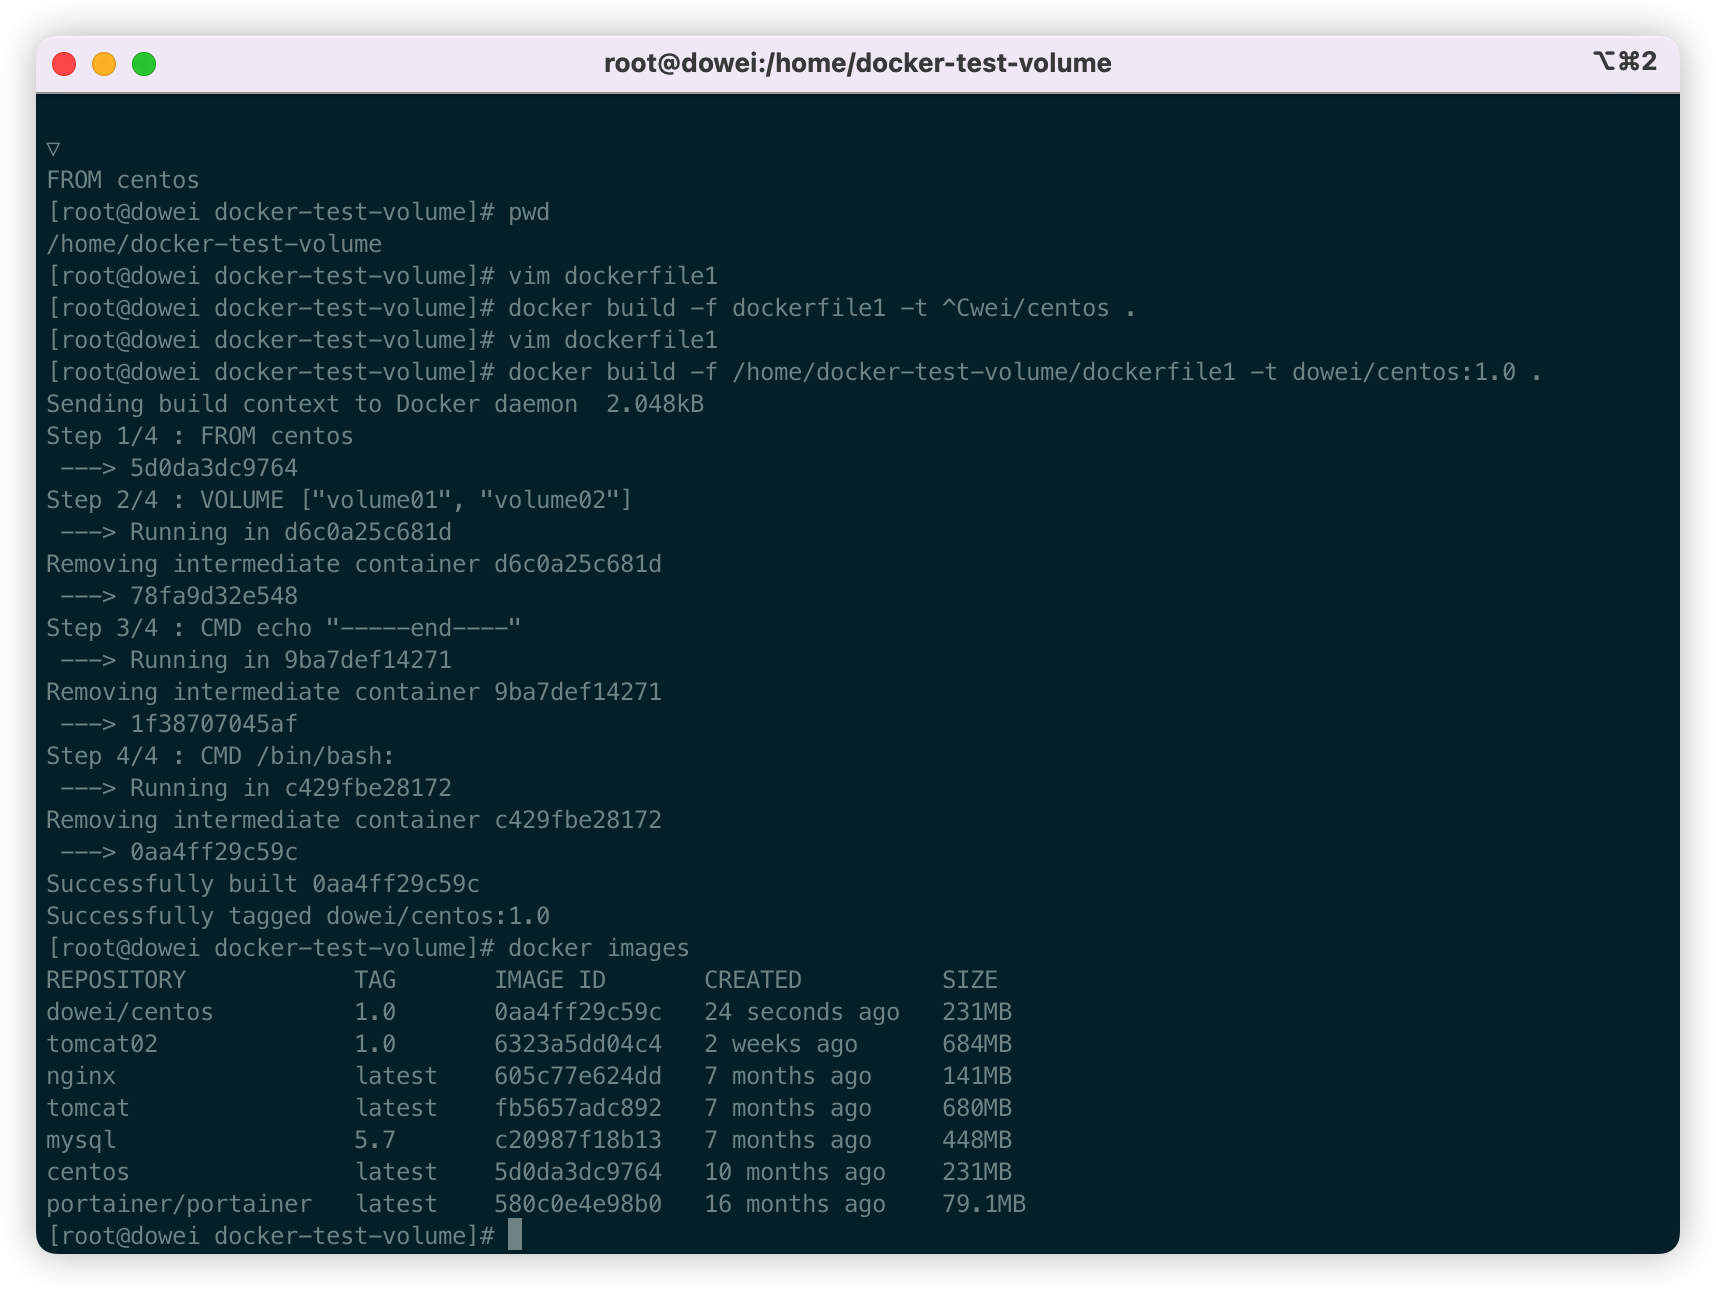 root@dowei:/home/docker-test-volume
⌥⌘2
▽
FROM centos
[root@dowei docker-test-volume]# pwd
/home/docker-test-volume
[root@dowei docker-test-volume]# vim dockerfile1
[root@dowei docker-test-volume]# docker build -f dockerfile1 -t ^Cwei/centos .
[root@dowei docker-test-volume]# vim dockerfile1
[root@dowei docker-test-volume]# docker build -f /home/docker-test-volume/dockerfile1 -t dowei/centos:1.0 .
Sending build context to Docker daemon  2.048kB
Step 1/4 : FROM centos
 ---> 5d0da3dc9764
Step 2/4 : VOLUME ["volume01", "volume02"]
 ---> Running in d6c0a25c681d
Removing intermediate container d6c0a25c681d
 ---> 78fa9d32e548
Step 3/4 : CMD echo "-----end----"
 ---> Running in 9ba7def14271
Removing intermediate container 9ba7def14271
 ---> 1f38707045af
Step 4/4 : CMD /bin/bash:
 ---> Running in c429fbe28172
Removing intermediate container c429fbe28172
 ---> 0aa4ff29c59c
Successfully built 0aa4ff29c59c
Successfully tagged dowei/centos:1.0
[root@dowei docker-test-volume]# docker images
REPOSITORY            TAG       IMAGE ID       CREATED          SIZE
dowei/centos          1.0       0aa4ff29c59c   24 seconds ago   231MB
tomcat02              1.0       6323a5dd04c4   2 weeks ago      684MB
nginx                 latest    605c77e624dd   7 months ago     141MB
tomcat                latest    fb5657adc892   7 months ago     680MB
mysql                 5.7       c20987f18b13   7 months ago     448MB
centos                latest    5d0da3dc9764   10 months ago    231MB
portainer/portainer   latest    580c0e4e98b0   16 months ago    79.1MB
[root@dowei docker-test-volume]#